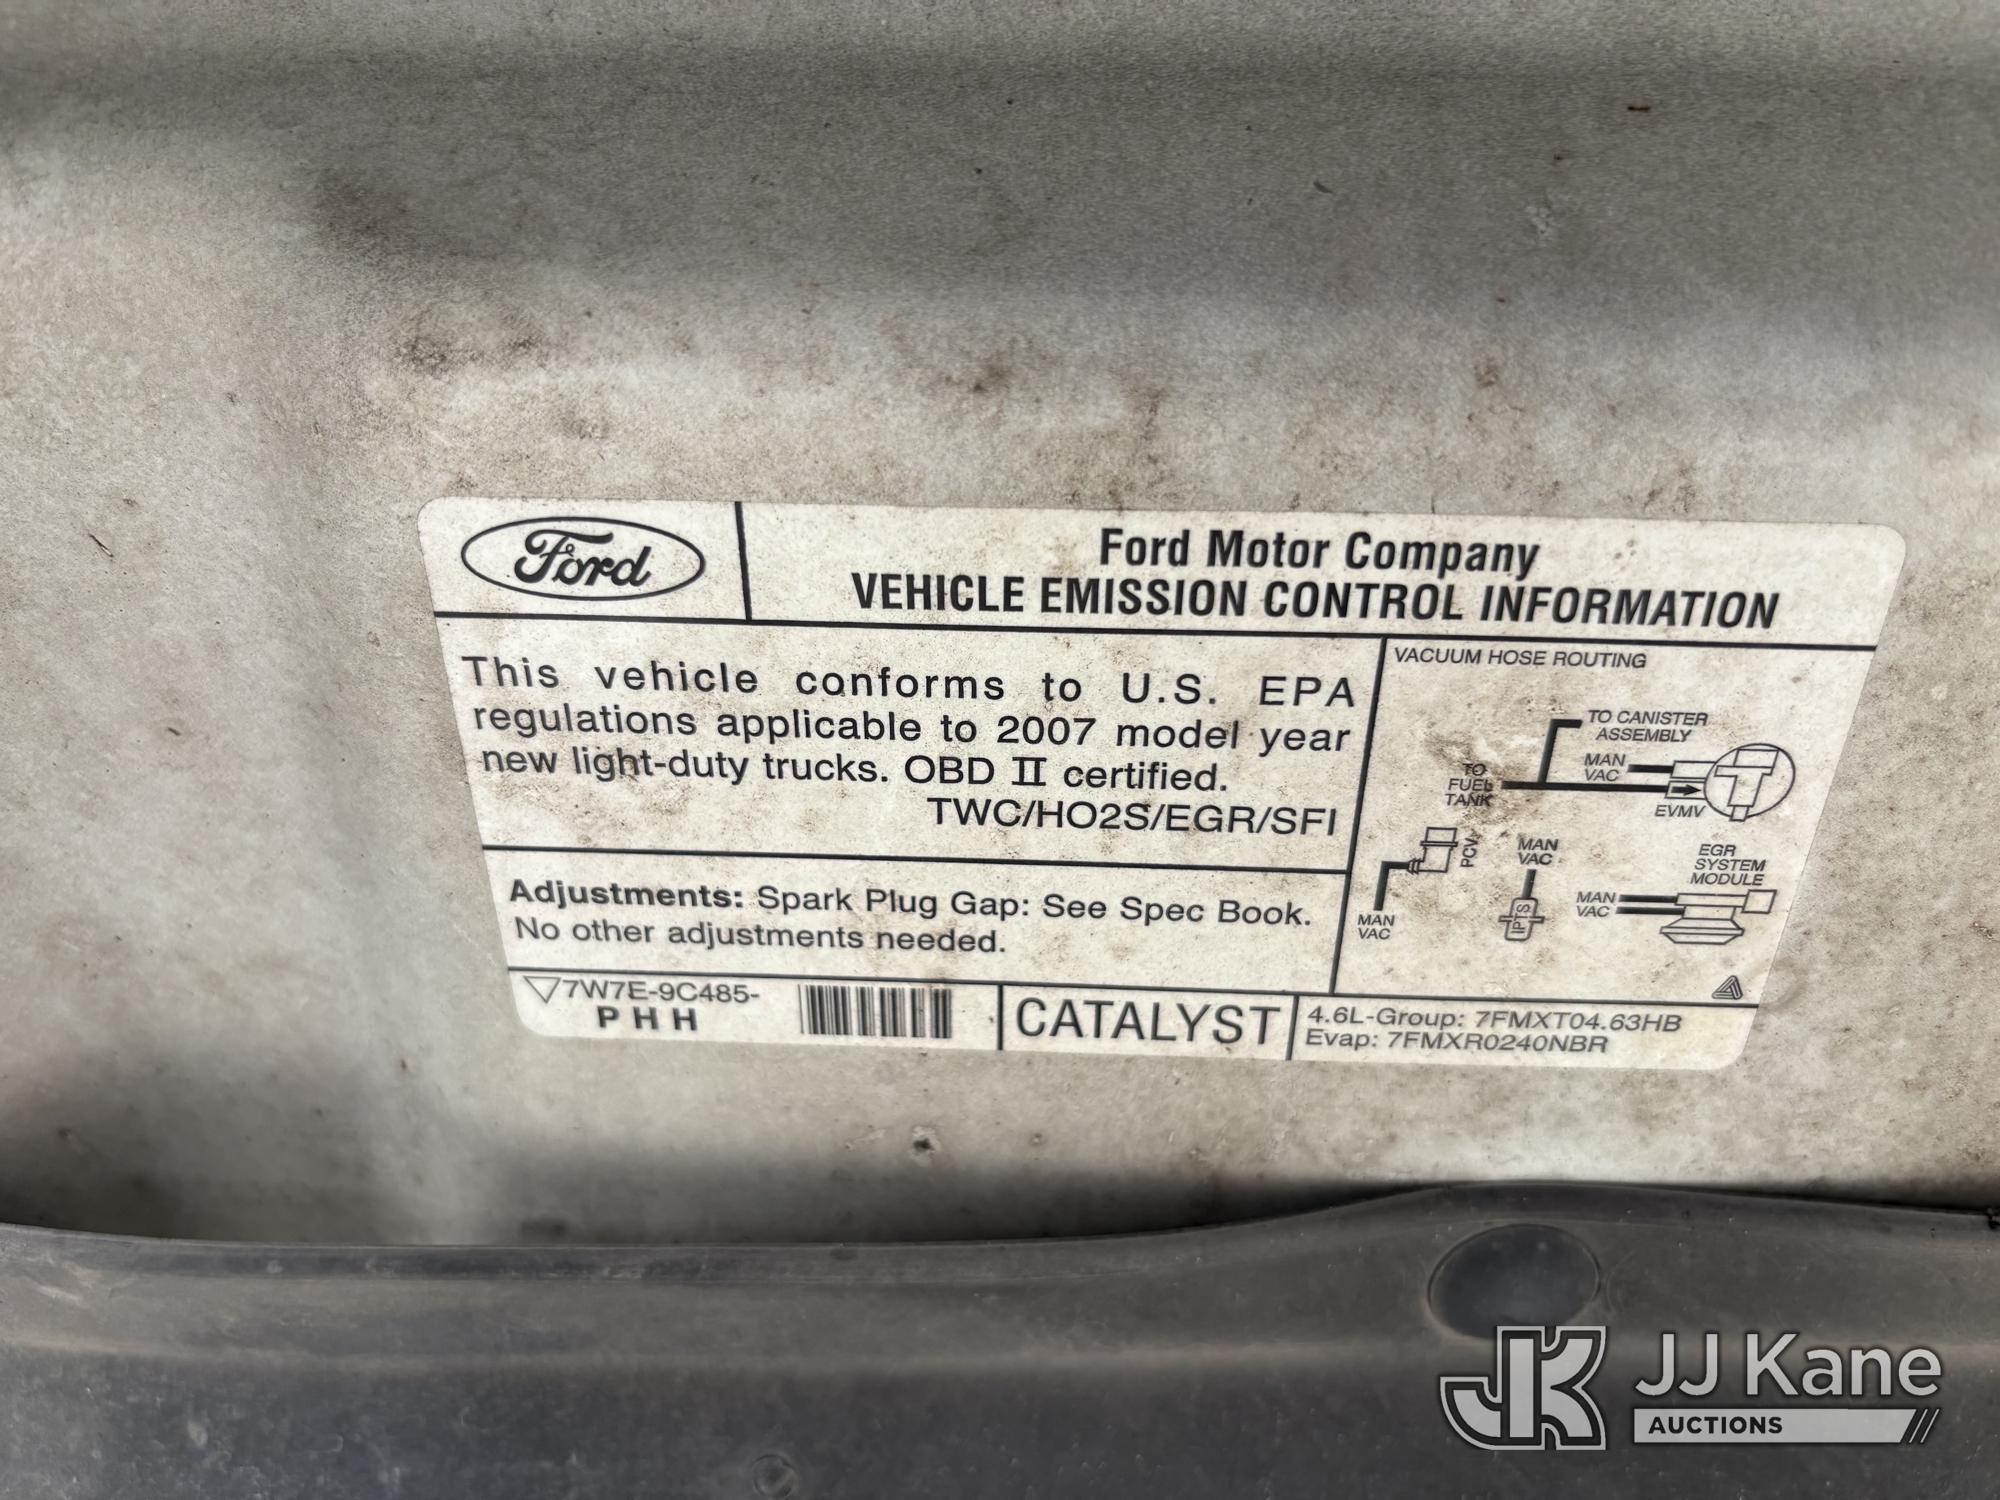 Ford
Ford Motor Company
VEHICLE EMISSION CONTROL INFORMATION
This vehicle conforms to U.S. EPA
regulations applicable to 2007 model year
new light-duty trucks. OBD II certified.
TWC/HO2S/EGR/SFI
Adjustments: Spark Plug Gap: See Spec Book.
No other adjustments needed.
VACUUM HOSE ROUTING
TO CANISTER
ASSEMBLY
MAN
VAC
TO
FUEL
TANK
EVMV
PCV
MAN
VAC
MAN
VAC
IPTS
EGR
SYSTEM
MODULE
MAN
VAC
7W7E-9C485-
PHH
CATALYST
4.6L-Group: 7FMXT04.63HB
Evap: 7FMXR0240NBR
JK JJ Kane
AUCTIONS